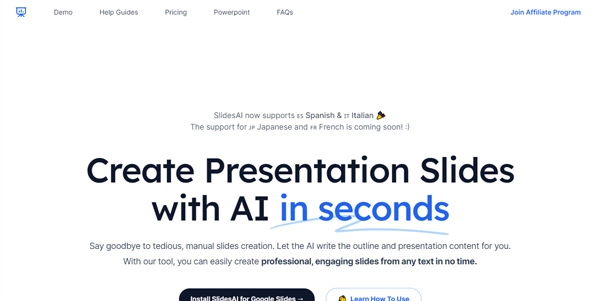 Demo Help Guides Pricing Powerpoint FAQs Join Affiliate Program
SlidesAI now supports ES Spanish & IT Italian
The support for JP Japanese and FR French is coming soon! :)
Create Presentation Slides
with AI in seconds
Say goodbye to tedious, manual slides creation. Let the AI write the outline and presentation content for you.
With our tool, you can easily create professional, engaging slides from any text in no time.
Install SlidesAI for Google Slides → Learn How To Use